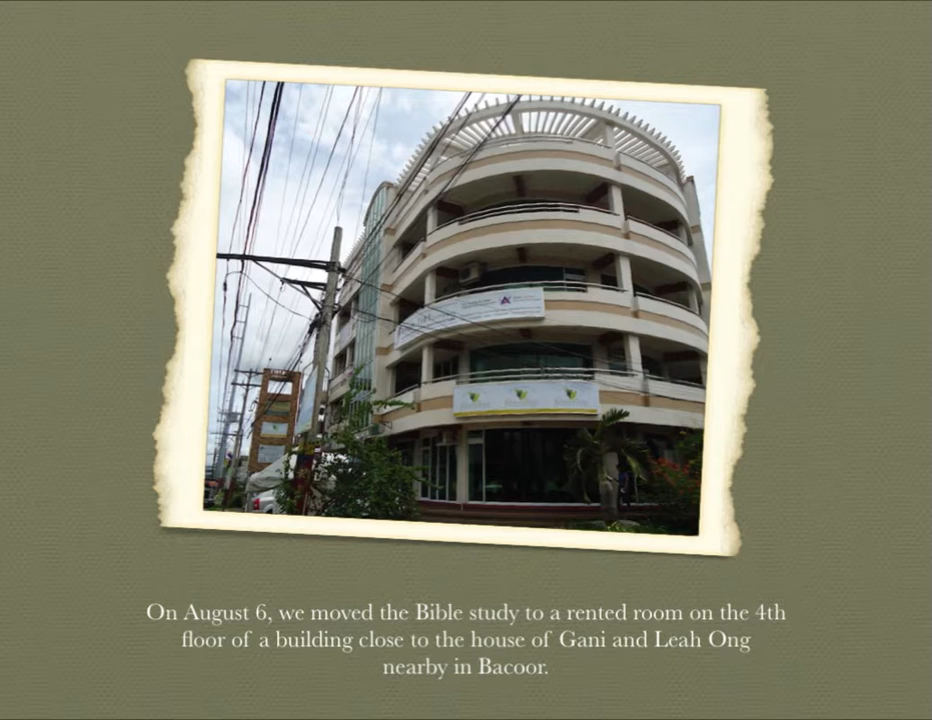 On August 6, we moved the Bible study to a rented room on the 4th
floor of a building close to the house of Gani and Leah Ong
nearby in Bacoor.